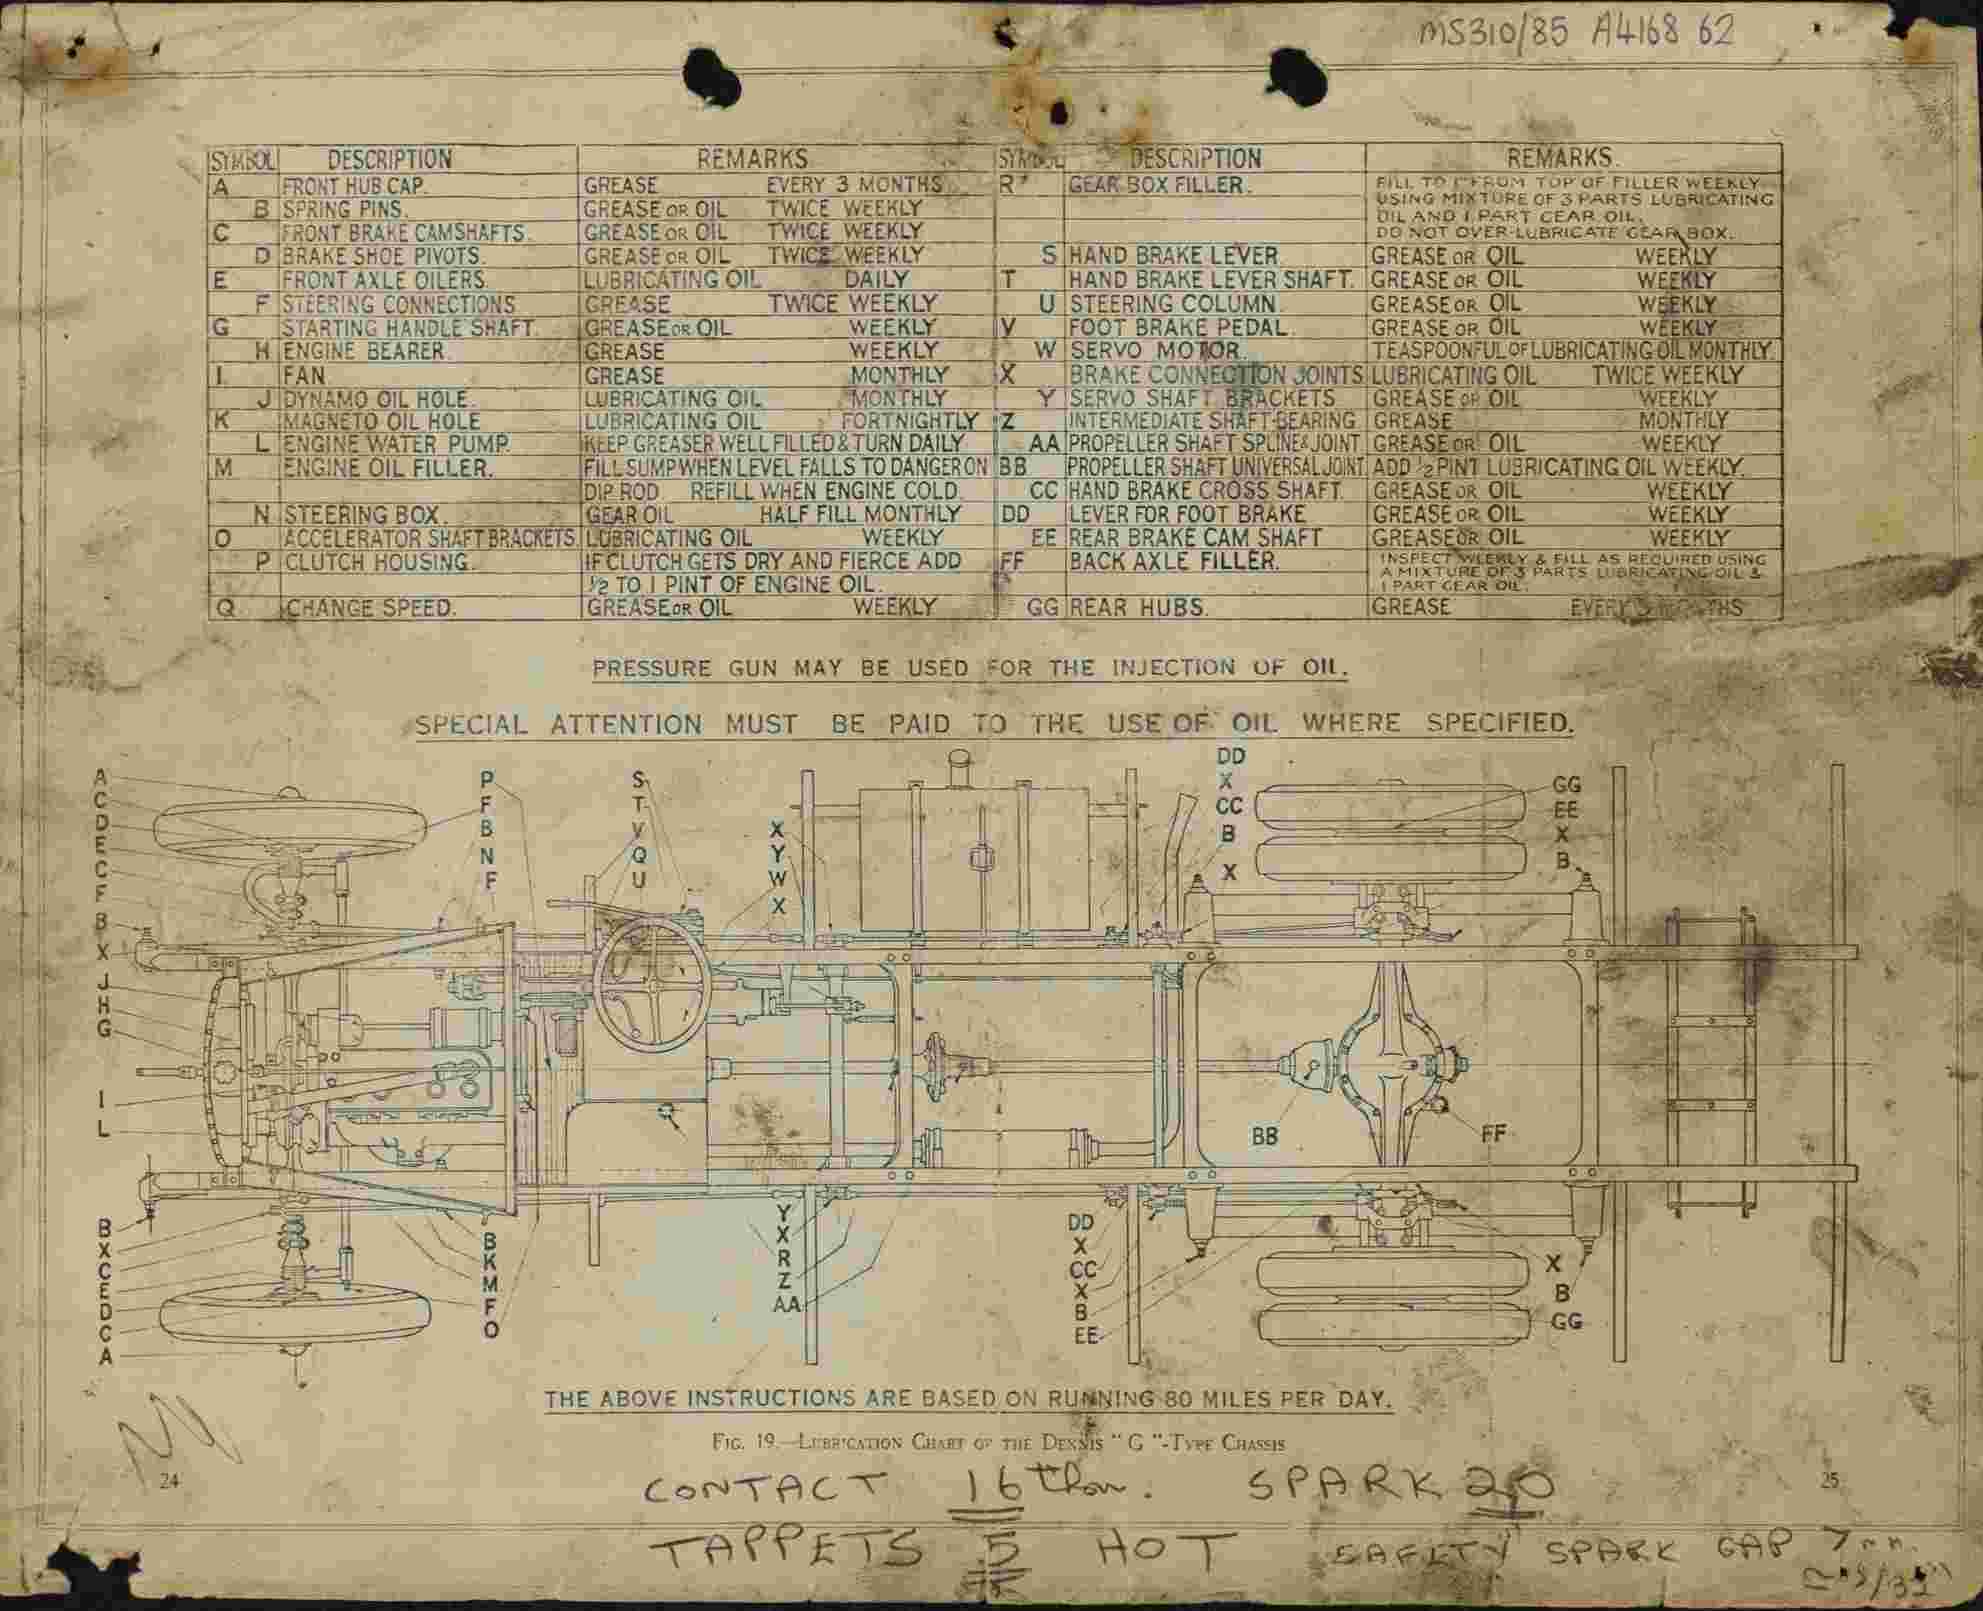 MS310/85 A4168 62
SYMBOL DESCRIPTION REMARKS
A FRONT HUB CAP. GREASE EVERY 3 MONTHS
B SPRING PINS. GREASE OR OIL TWICE WEEKLY
C FRONT BRAKE CAMSHAFTS. GREASE OR OIL TWICE WEEKLY
D BRAKE SHOE PIVOTS. GREASE OR OIL TWICE WEEKLY
E FRONT AXLE OILERS. LUBRICATING OIL DAILY
F STEERING CONNECTIONS GREASE TWICE WEEKLY
G STARTING HANDLE SHAFT. GREASE OR OIL WEEKLY
H ENGINE BEARER. GREASE WEEKLY
I FAN GREASE MONTHLY
J DYNAMO OIL HOLE. LUBRICATING OIL MONTHLY
K MAGNETO OIL HOLE LUBRICATING OIL FORTNIGHTLY
L ENGINE WATER PUMP. KEEP GREASER WELL FILLED & TURN DAILY
M ENGINE OIL FILLER. FILL SUMP WHEN LEVEL FALLS TO DANGER ON
DIP ROD REFILL WHEN ENGINE COLD.
N STEERING BOX. GEAR OIL HALF FILL MONTHLY
O ACCELERATOR SHAFT BRACKETS LUBRICATING OIL WEEKLY
P CLUTCH HOUSING. IF CLUTCH GETS DRY AND FIERCE ADD
½ TO 1 PINT OF ENGINE OIL.
Q CHANGE SPEED. GREASE OR OIL WEEKLY
SYMBOL DESCRIPTION REMARKS.
R GEAR BOX FILLER. FILL TO 1" FROM TOP OF FILLER WEEKLY
USING MIXTURE OF 3 PARTS LUBRICATING
OIL AND 1 PART GEAR OIL.
DO NOT OVER-LUBRICATE GEAR BOX.
S HAND BRAKE LEVER GREASE OR OIL WEEKLY
T HAND BRAKE LEVER SHAFT. GREASE OR OIL WEEKLY
U STEERING COLUMN. GREASE OR OIL WEEKLY
V FOOT BRAKE PEDAL. GREASE OR OIL WEEKLY
W SERVO MOTOR. TEASPOONFUL OF LUBRICATING OIL MONTHLY.
X BRAKE CONNECTION JOINTS LUBRICATING OIL TWICE WEEKLY
Y SERVO SHAFT BRACKETS GREASE OR OIL WEEKLY
Z INTERMEDIATE SHAFT BEARING GREASE MONTHLY
AA PROPELLER SHAFT SPLINE & JOINT GREASE OR OIL WEEKLY
BB PROPELLER SHAFT UNIVERSAL JOINT ADD ½ PINT LUBRICATING OIL WEEKLY.
CC HAND BRAKE CROSS SHAFT. GREASE OR OIL WEEKLY
DD LEVER FOR FOOT BRAKE GREASE OR OIL WEEKLY
EE REAR BRAKE CAM SHAFT GREASE OR OIL WEEKLY
FF BACK AXLE FILLER. INSPECT WEEKLY & FILL AS REQUIRED USING
A MIXTURE OF 3 PARTS LUBRICATING OIL &
1 PART GEAR OIL.
GG REAR HUBS. GREASE EVERY 3 MONTHS
PRESSURE GUN MAY BE USED FOR THE INJECTION OF OIL.
SPECIAL ATTENTION MUST BE PAID TO THE USE OF OIL WHERE SPECIFIED.
A
C
D
E
C
F
B
X
J
H
G
I
L
B
X
C
E
D
C
A
P
F
B
N
F
S
T
V
Q
U
X
Y
W
X
DD
X
CC
B
X
GG
EE
X
B
BB
FF
B
K
M
F
O
Y
X
R
Z
AA
DD
X
CC
X
B
EE
X
B
GG
THE ABOVE INSTRUCTIONS ARE BASED ON RUNNING 80 MILES PER DAY.
FIG. 19.—LUBRICATION CHART OF THE DENNIS "G"-TYPE CHASSIS
24
25
CONTACT 16 thou. SPARK 20
TAPPETS 5 HOT SAFETY SPARK GAP 7